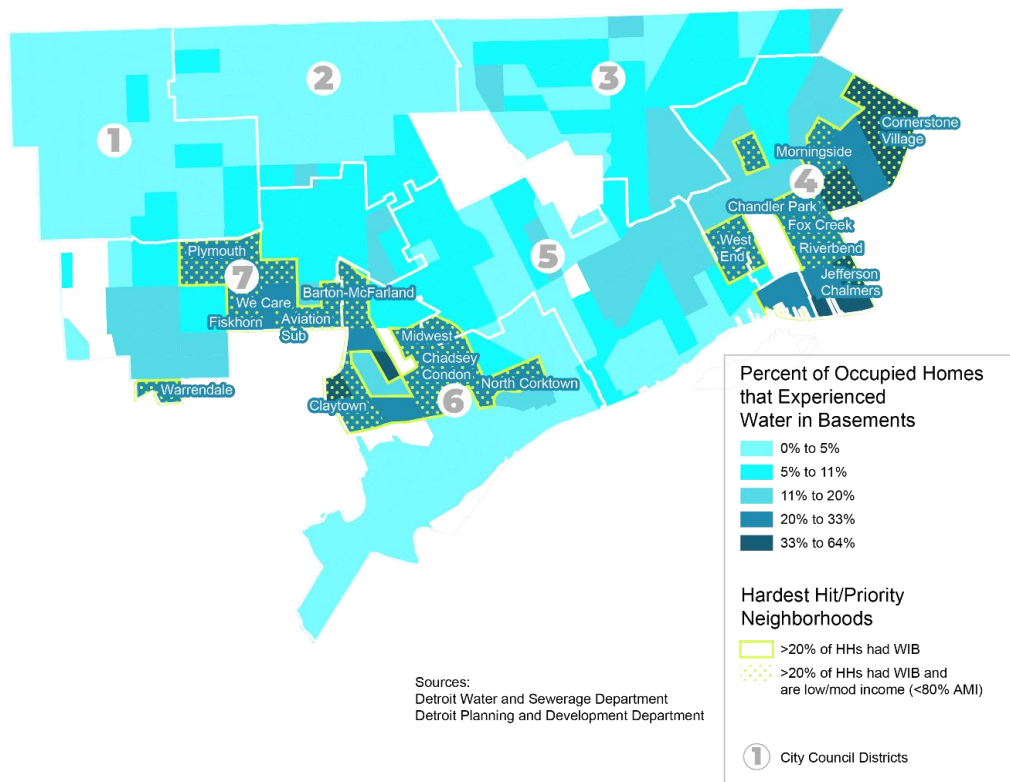 2
3
1
Cornerstone
Village
Morningside
4
Chandler Park
Fox Creek
West
End
Riverbend
Plymouth
5
7
Jefferson
Chalmers
Barton-McFarland
We Care
Fiskhorn
Aviation
Sub
Midwest
Chadsey
Condon
North Corktown
Warrendale
6
Claytown
Percent of Occupied Homes
that Experienced
Water in Basements
0% to 5%
5% to 11%
11% to 20%
20% to 33%
33% to 64%
Hardest Hit/Priority
Neighborhoods
>20% of HHs had WIB
>20% of HHs had WIB and
are low/mod income (<80% AMI)
1 City Council Districts
Sources:
Detroit Water and Sewerage Department
Detroit Planning and Development Department